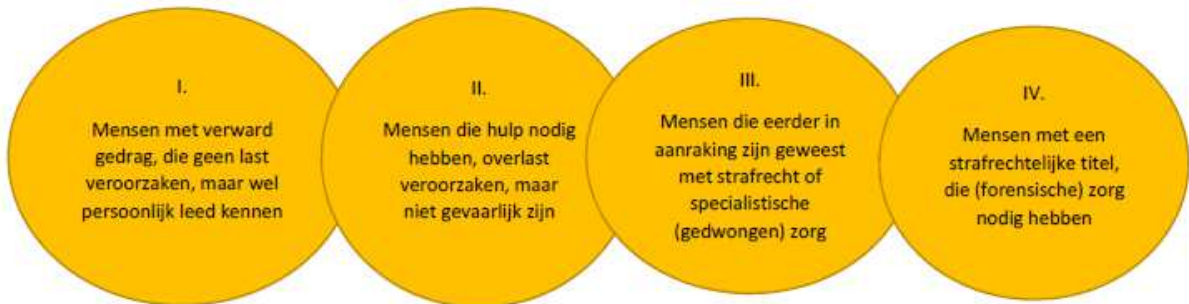 I.
Mensen met verward
gedrag, die geen last
veroorzaken, maar wel
persoonlijk leed kennen
II.
Mensen die hulp nodig
hebben, overlast
veroorzaken, maar
niet gevaarlijk zijn
III.
Mensen die eerder in
aanraking zijn geweest
met strafrecht of
specialistische
(gedwongen) zorg
IV.
Mensen met een
strafrechtelijke titel,
die (forensische) zorg
nodig hebben